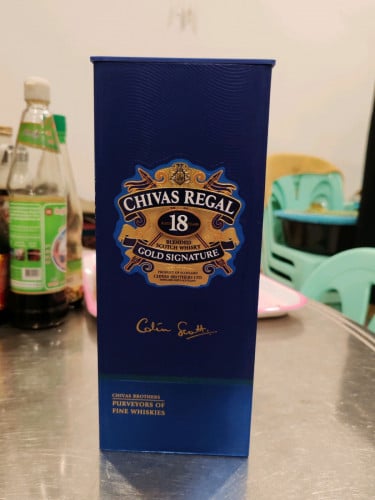 CHIVAS REGAL
18
BLENDED
SCOTCH WHISKY
GOLD SIGNATURE
PRODUCT OF SCOTLAND
CHIVAS BROTHERS LTD
Colin Scott
CHIVAS BROTHERS
PURVEYORS OF
FINE WHISKIES